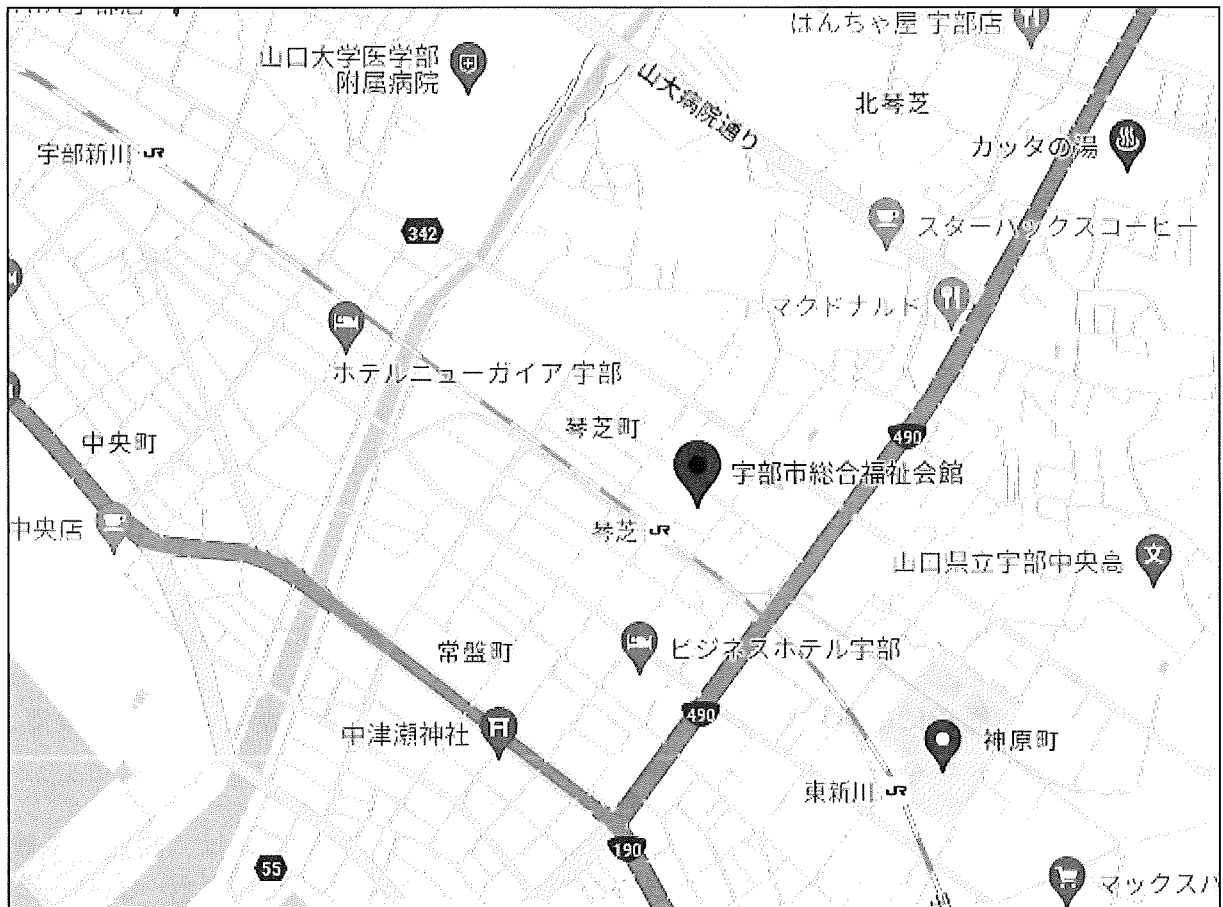 はんちゃ屋 宇部店
山口大学医学部
附属病院
山大病院通り
北琴芝
カッタの湯
宇部新川 JR
342
スターバックスコーヒー
マクドナルド
ホテルニューガイア 宇部
中央町
琴芝町
490
宇部市総合福祉会館
中央店
琴芝 JR
山口県立宇部中央高
文
常盤町
ビジネスホテル宇部
490
中津瀬神社
神原町
東新川 JR
190
55
マックスバ